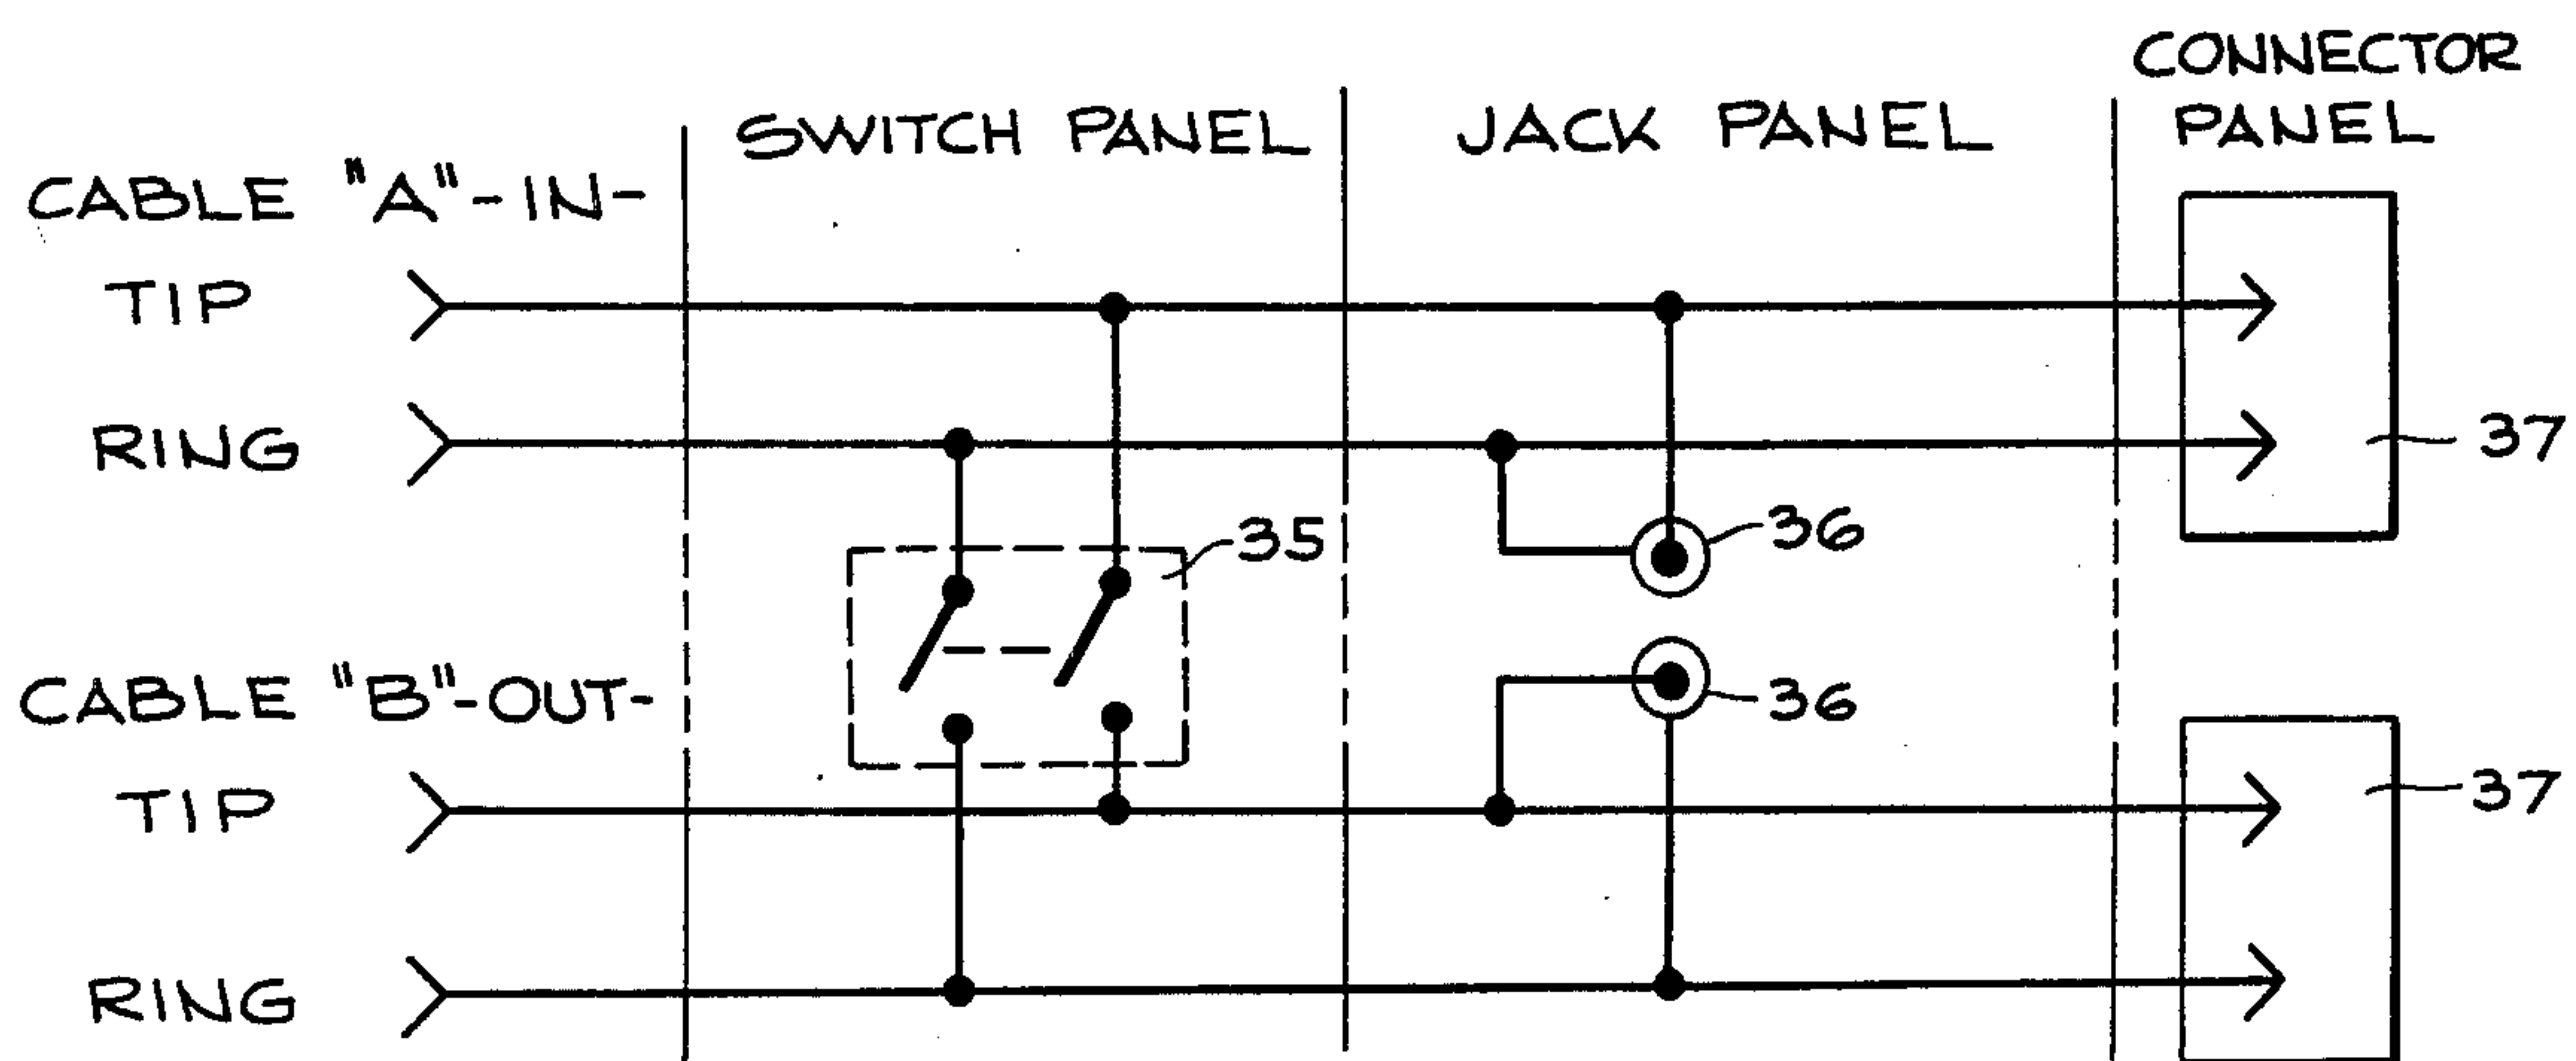 CONNECTOR
PANEL
SWITCH PANEL
JACK PANEL
CABLE "A"-IN-
TIP
RING
37
35
36
CABLE "B"-OUT-
36
TIP
37
RING